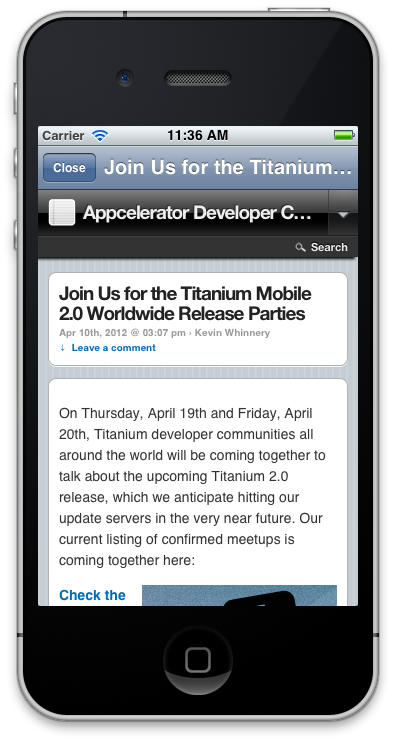 Carrier 11:36 AM
Close Join Us for the Titanium...
Appcelerator Developer C...
Search
Join Us for the Titanium Mobile
2.0 Worldwide Release Parties
Apr 10th, 2012 @ 03:07 pm › Kevin Whinnery
↓ Leave a comment
On Thursday, April 19th and Friday, April
20th, Titanium developer communities all
around the world will be coming together to
talk about the upcoming Titanium 2.0
release, which we anticipate hitting our
update servers in the very near future. Our
current listing of confirmed meetups is
coming together here:
Check the